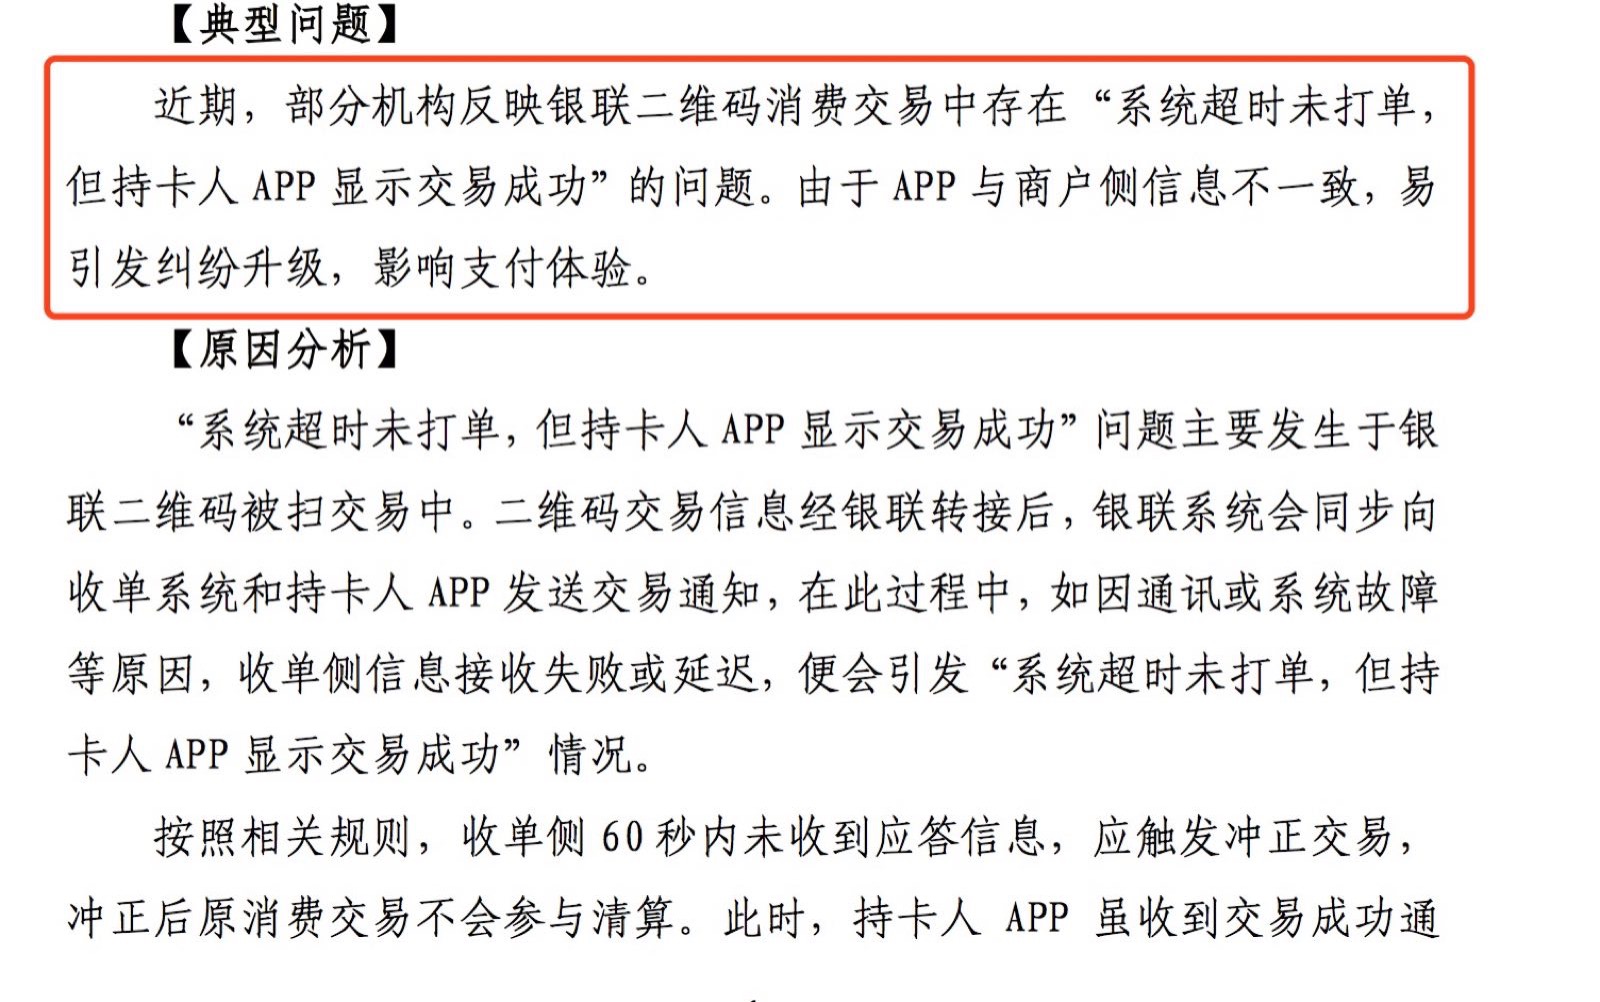 【典型问题】
近期，部分机构反映银联二维码消费交易中存在“系统超时未打单，
但持卡人 APP 显示交易成功”的问题。由于 APP 与商户侧信息不一致，易
引发纠纷升级，影响支付体验。
【原因分析】
“系统超时未打单，但持卡人 APP 显示交易成功”问题主要发生于银
联二维码被扫交易中。二维码交易信息经银联转接后，银联系统会同步向
收单系统和持卡人 APP 发送交易通知，在此过程中，如因通讯或系统故障
等原因，收单侧信息接收失败或延迟，便会引发“系统超时未打单，但持
卡人 APP 显示交易成功”情况。
按照相关规则，收单侧 60 秒内未收到应答信息，应触发冲正交易，
冲正后原消费交易不会参与清算。此时，持卡人 APP 虽收到交易成功通